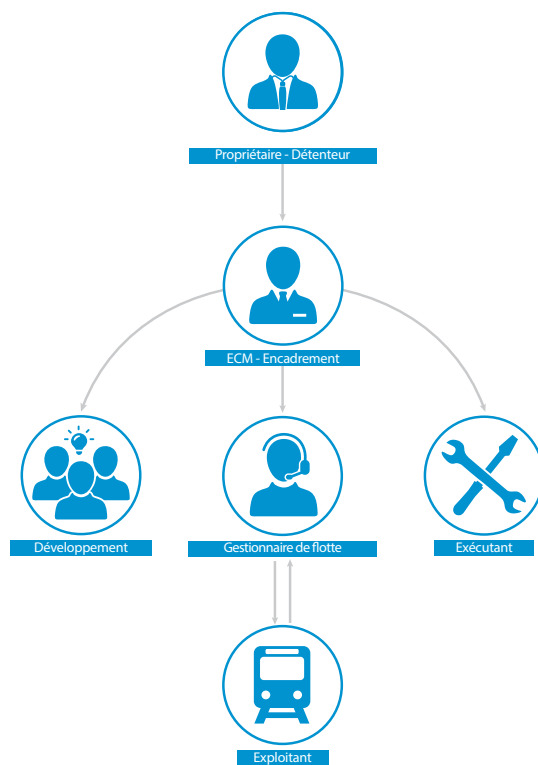 Propriétaire - Détenteur
ECM - Encadrement
Développement
Gestionnaire de flotte
Exécutant
Exploitant